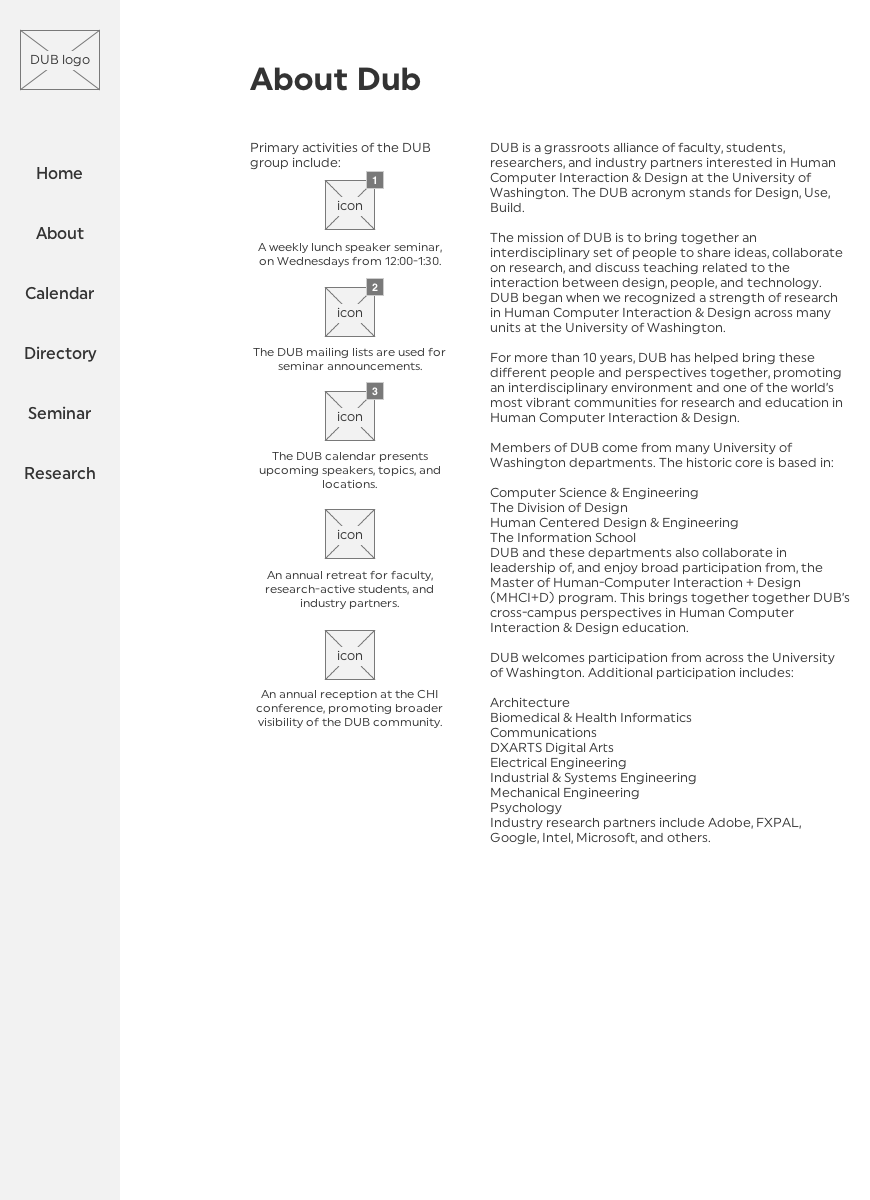 DUB logo
Home
About
Calendar
Directory
Seminar
Research
About Dub
Primary activities of the DUB
group include:
1
icon
A weekly lunch speaker seminar,
on Wednesdays from 12:00-1:30.
2
icon
The DUB mailing lists are used for
seminar announcements.
3
icon
The DUB calendar presents
upcoming speakers, topics, and
locations.
icon
An annual retreat for faculty,
research-active students, and
industry partners.
icon
An annual reception at the CHI
conference, promoting broader
visibility of the DUB community.
DUB is a grassroots alliance of faculty, students,
researchers, and industry partners interested in Human
Computer Interaction & Design at the University of
Washington. The DUB acronym stands for Design, Use,
Build.
The mission of DUB is to bring together an
interdisciplinary set of people to share ideas, collaborate
on research, and discuss teaching related to the
interaction between design, people, and technology.
DUB began when we recognized a strength of research
in Human Computer Interaction & Design across many
units at the University of Washington.
For more than 10 years, DUB has helped bring these
different people and perspectives together, promoting
an interdisciplinary environment and one of the world's
most vibrant communities for research and education in
Human Computer Interaction & Design.
Members of DUB come from many University of
Washington departments. The historic core is based in:
Computer Science & Engineering
The Division of Design
Human Centered Design & Engineering
The Information School
DUB and these departments also collaborate in
leadership of, and enjoy broad participation from, the
Master of Human-Computer Interaction + Design
(MHCI+D) program. This brings together together DUB's
cross-campus perspectives in Human Computer
Interaction & Design education.
DUB welcomes participation from across the University
of Washington. Additional participation includes:
Architecture
Biomedical & Health Informatics
Communications
DXARTS Digital Arts
Electrical Engineering
Industrial & Systems Engineering
Mechanical Engineering
Psychology
Industry research partners include Adobe, FXPAL,
Google, Intel, Microsoft, and others.